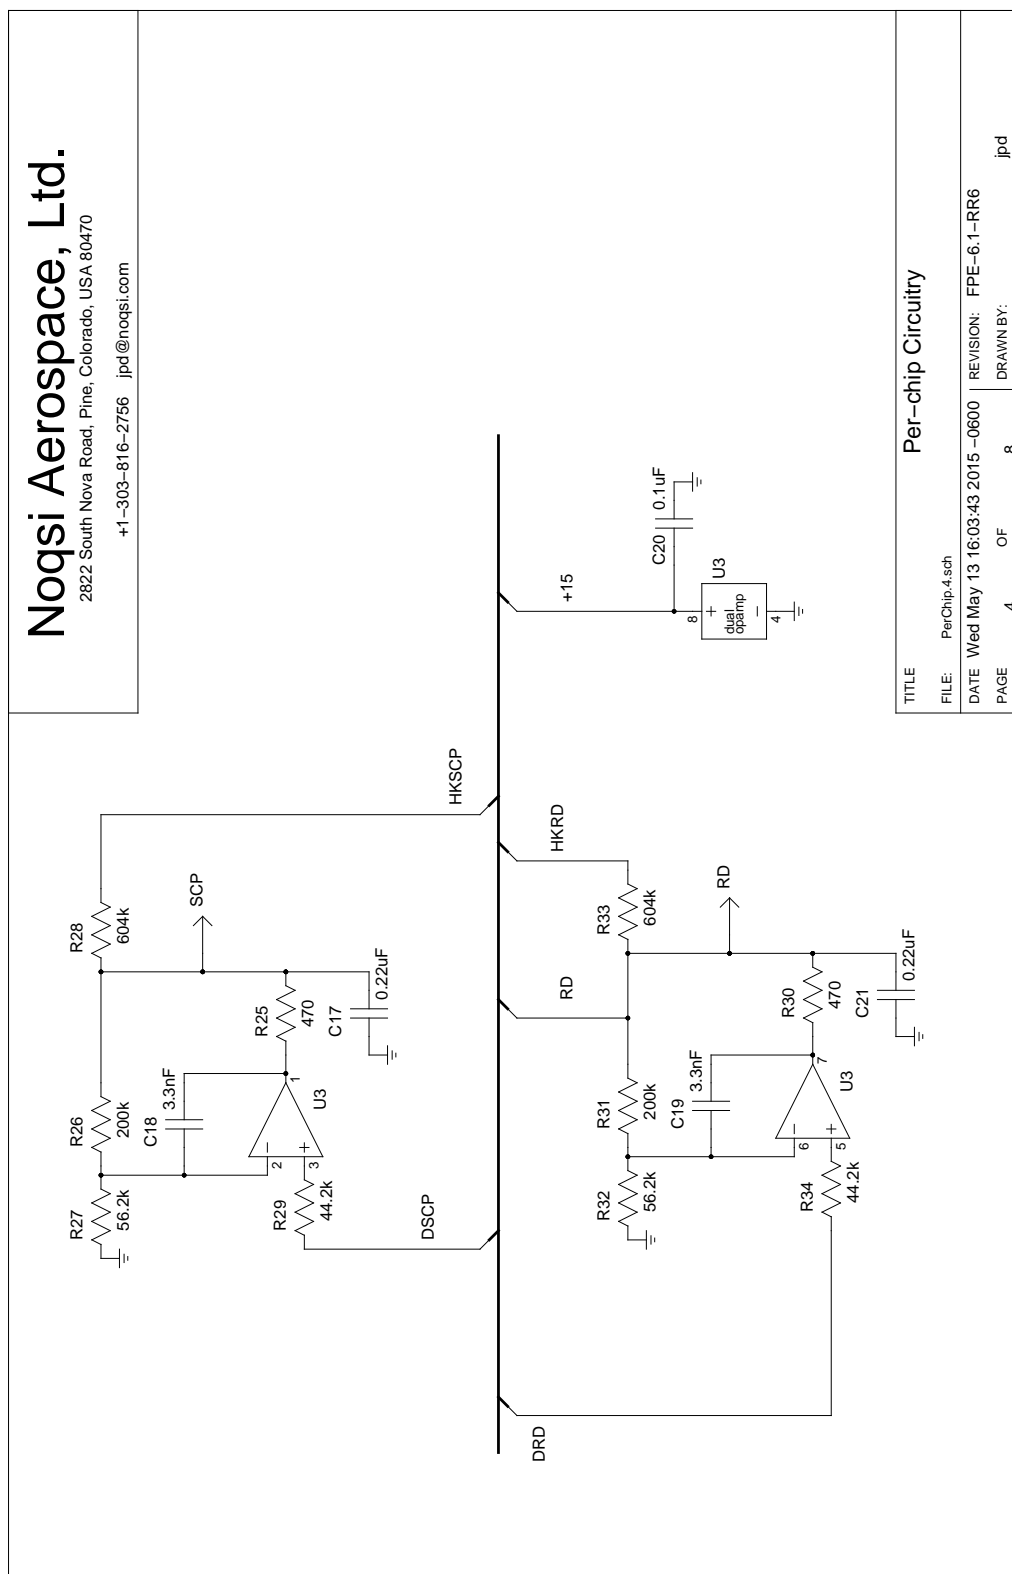 Noqsi Aerospace, Ltd.
2822 South Nova Road, Pine, Colorado, USA 80470
+1−303−816−2756 jpd@noqsi.com
R27
56.2k
R26
200k
R28
604k
C18
3.3nF
SCP
2
3
1
U3
R29
44.2k
R25
470
C17
0.22uF
DSCP
HKSCP
DRD
RD
HKRD
+15
R32
56.2k
R31
200k
R33
604k
C20
0.1uF
C19
3.3nF
RD
8
+
dual
opamp
−
4
U3
6
5
7
U3
R34
44.2k
R30
470
C21
0.22uF
TITLE
Per−chip Circuitry
FILE: PerChip.4.sch
DATE Wed May 13 16:03:43 2015 −0600
REVISION: FPE−6.1−RR6
PAGE 4 OF 8
DRAWN BY: jpd